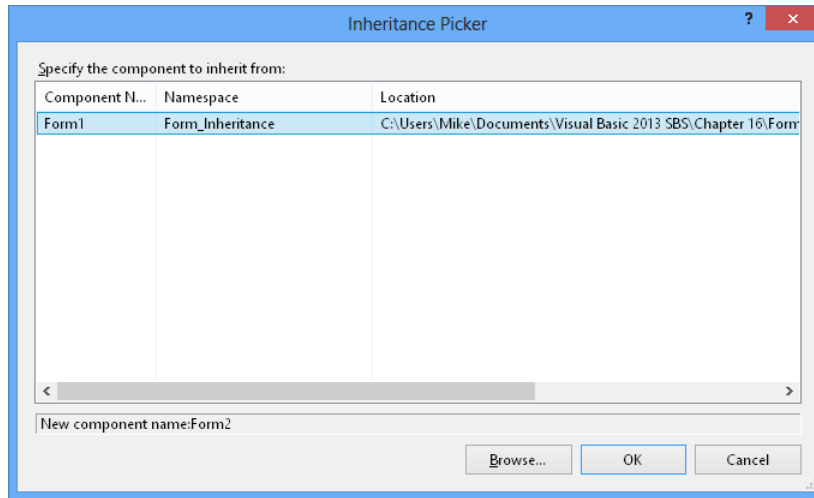 Inheritance Picker
?
Specify the component to inherit from:
Component N... Namespace Location
Form1 Form_Inheritance C:\Users\Mike\Documents\Visual Basic 2013 SBS\Chapter 16\Form
New component name:Form2
Browse... OK Cancel